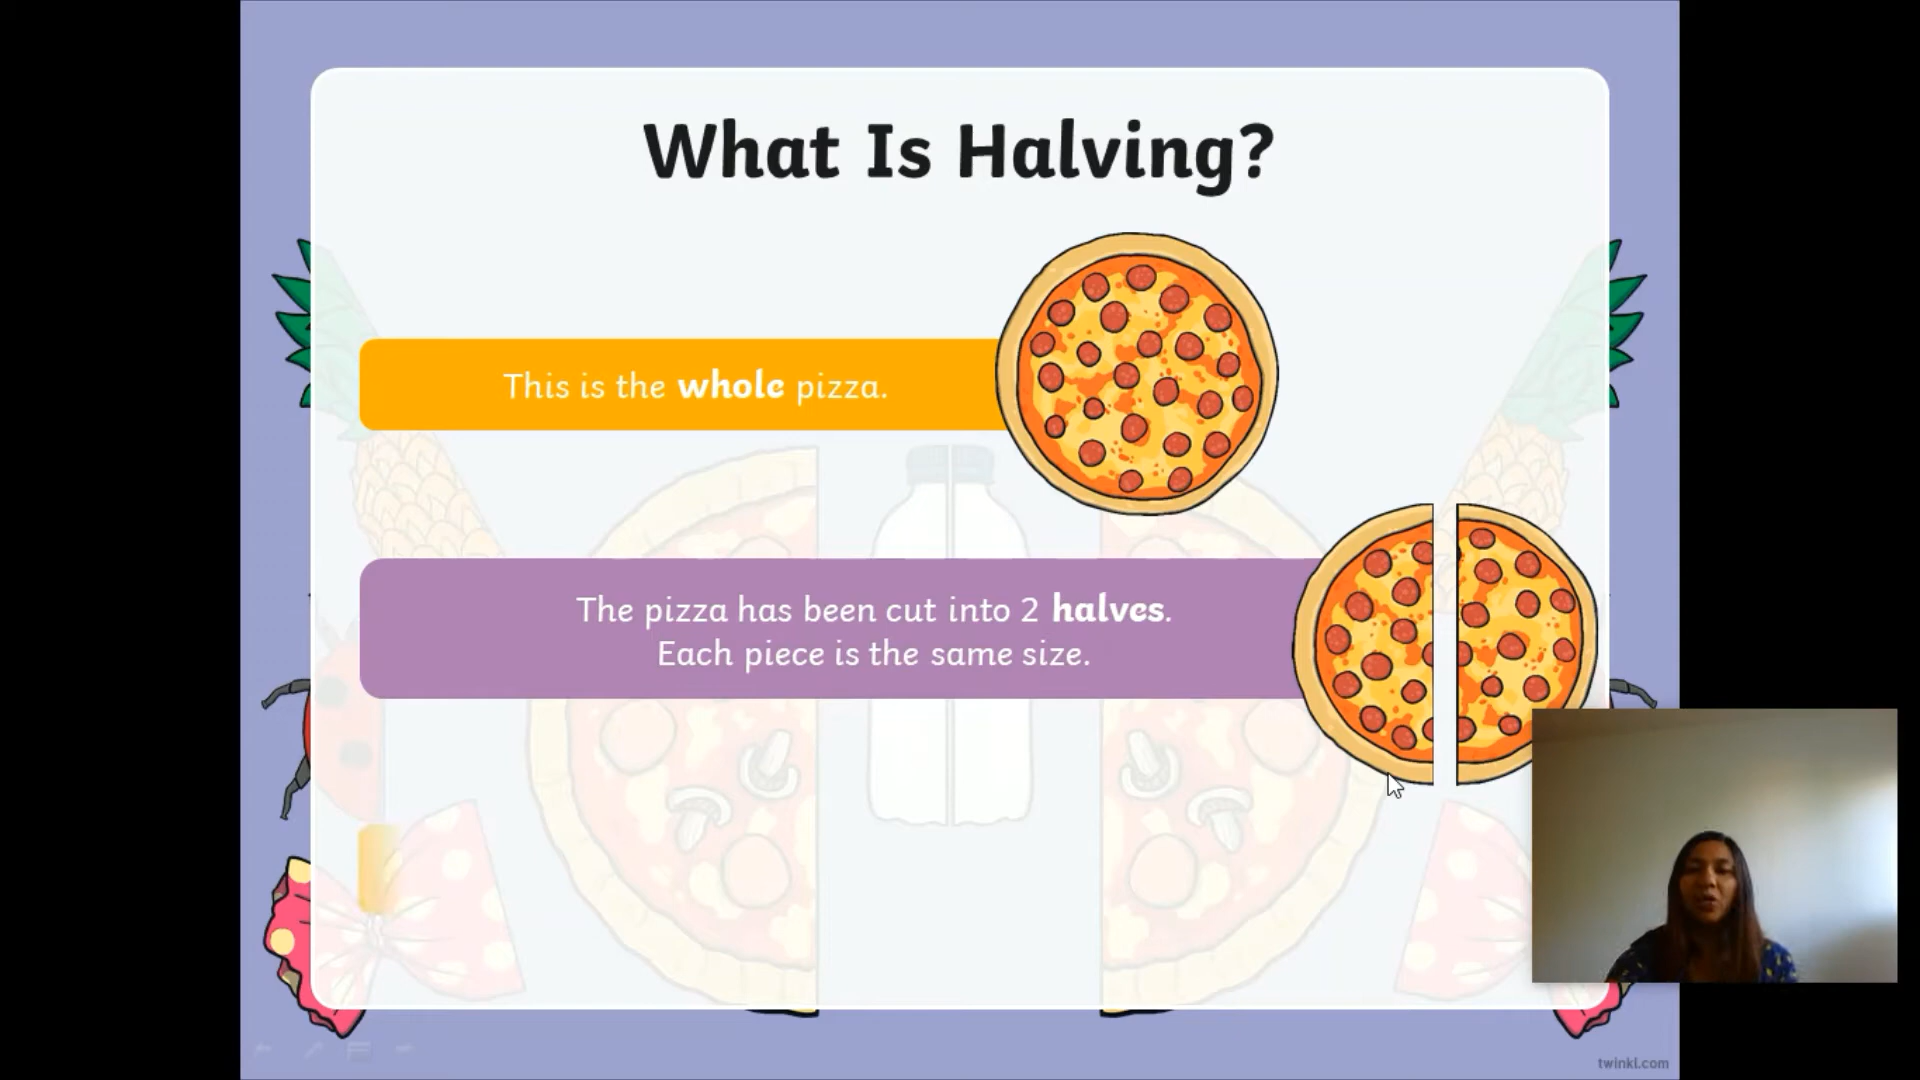 What Is Halving?
This is the whole pizza.
The pizza has been cut into 2 halves.
Each piece is the same size.
twinkl.com